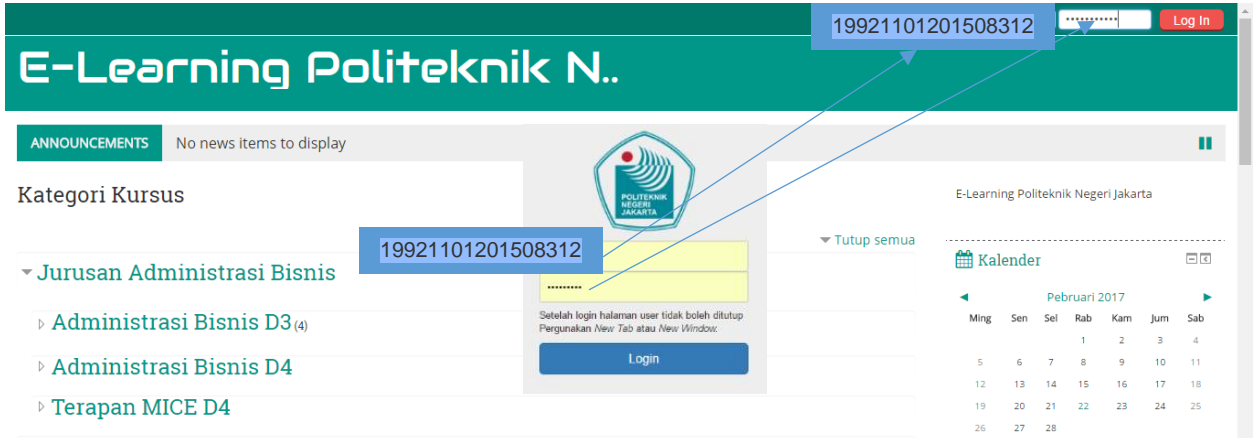 19921101201508312
Log In
E-Learning Politeknik N..
ANNOUNCEMENTS No news items to display
POLITEKNIK
NEGERI
JAKARTA
Kategori Kursus
E-Learning Politeknik Negeri Jakarta
Tutup semua
19921101201508312
Jurusan Administrasi Bisnis
Administrasi Bisnis D3 (4)
Administrasi Bisnis D4
Terapan MICE D4
Setelah login halaman user tidak boleh ditutup
Pergunakan New Tab atau New Window.
Login
Kalender
Pebruari 2017
Ming Sen Sel Rab Kam Jum Sab
1 2 3 4
5 6 7 8 9 10 11
12 13 14 15 16 17 18
19 20 21 22 23 24 25
26 27 28